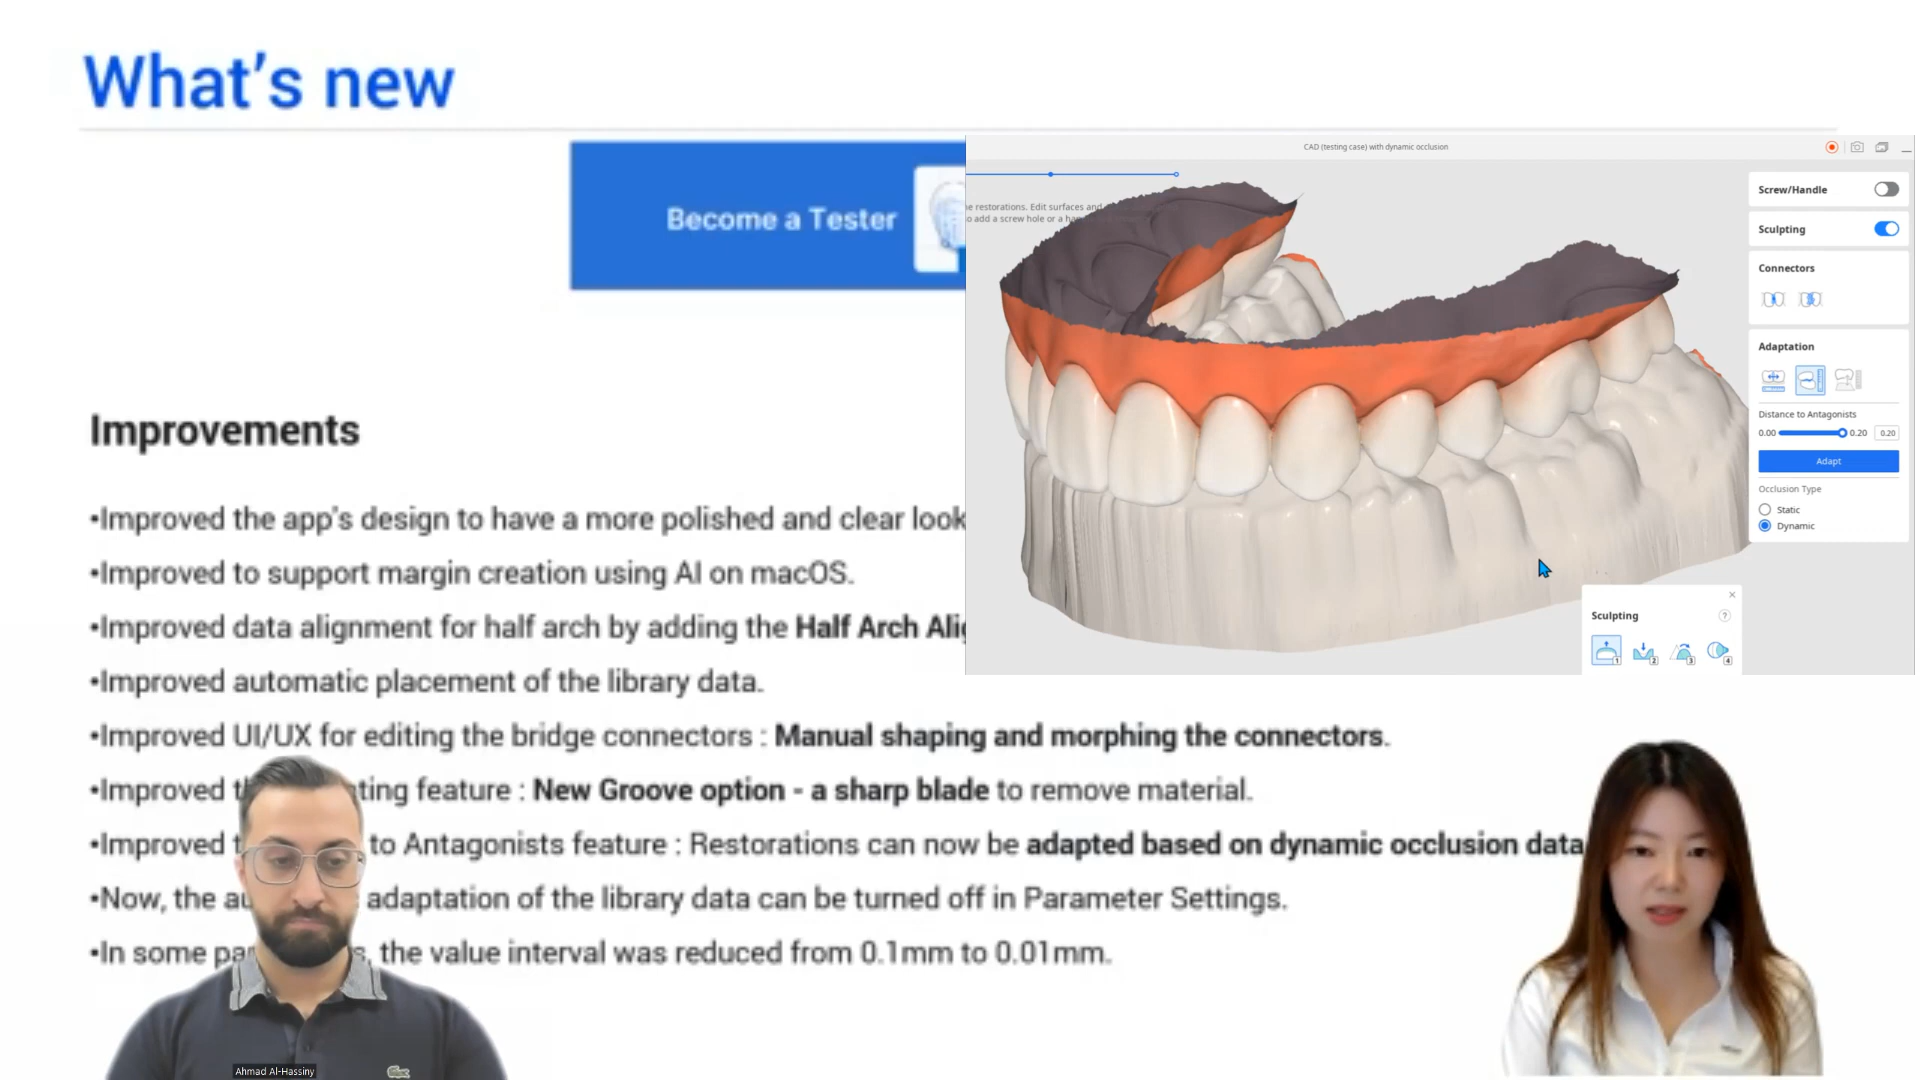 What's new
Become a Tester
CAD (testing case) with dynamic occlusion
e restorations. Edit surfaces and
o add a screw hole or a ha
Screw/Handle
Sculpting
Connectors
Adaptation
Distance to Antagonists
0.00 0.20 0.20
Adapt
Occlusion Type
Static
Dynamic
Sculpting
?
1 2 3 4
Improvements
•Improved the app's design to have a more polished and clear look
•Improved to support margin creation using AI on macOS.
•Improved data alignment for half arch by adding the Half Arch Alig
•Improved automatic placement of the library data.
•Improved UI/UX for editing the bridge connectors : Manual shaping and morphing the connectors.
•Improved t ting feature : New Groove option - a sharp blade to remove material.
•Improved t to Antagonists feature : Restorations can now be adapted based on dynamic occlusion data
•Now, the au adaptation of the library data can be turned off in Parameter Settings.
•In some pa s, the value interval was reduced from 0.1mm to 0.01mm.
Ahmad Al-Hassiny